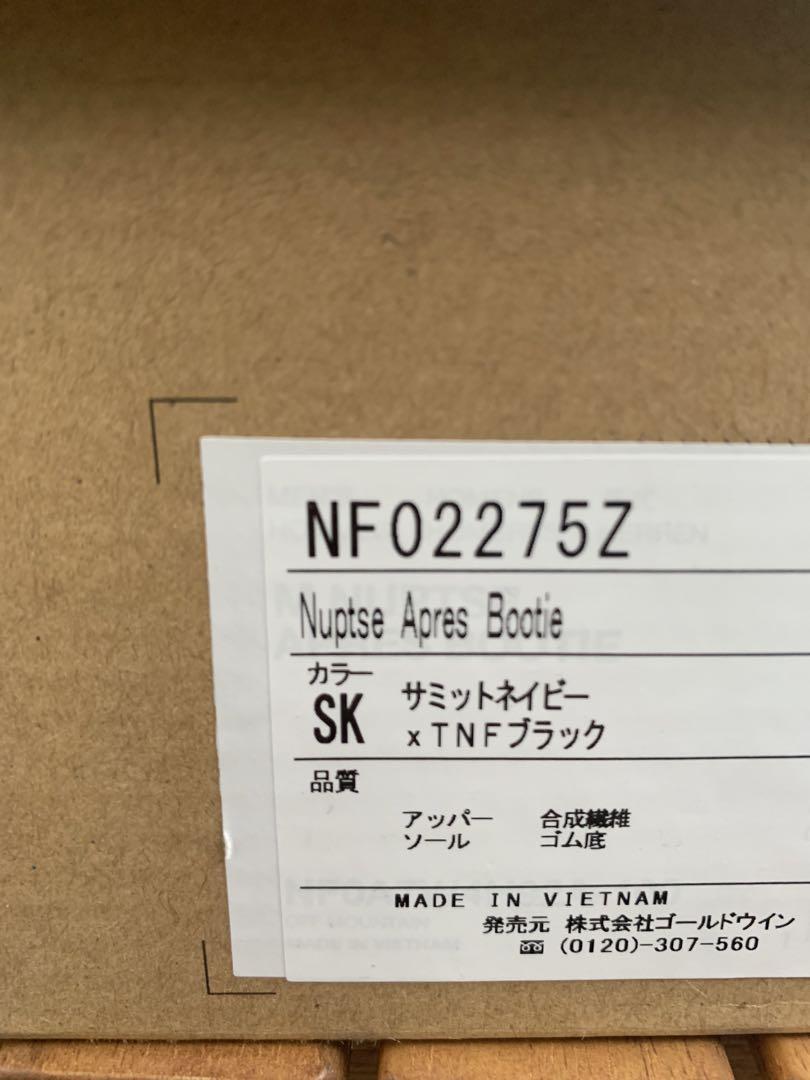 NF02275Z
Nuptse Apres Bootie
カラー
SK サミットネイビー
xTNFブラック
品質
アッパー 合成繊維
ソール ゴム底
MADE IN VIETNAM
発売元 株式会社ゴールドウイン
☎ (0120)-307-560